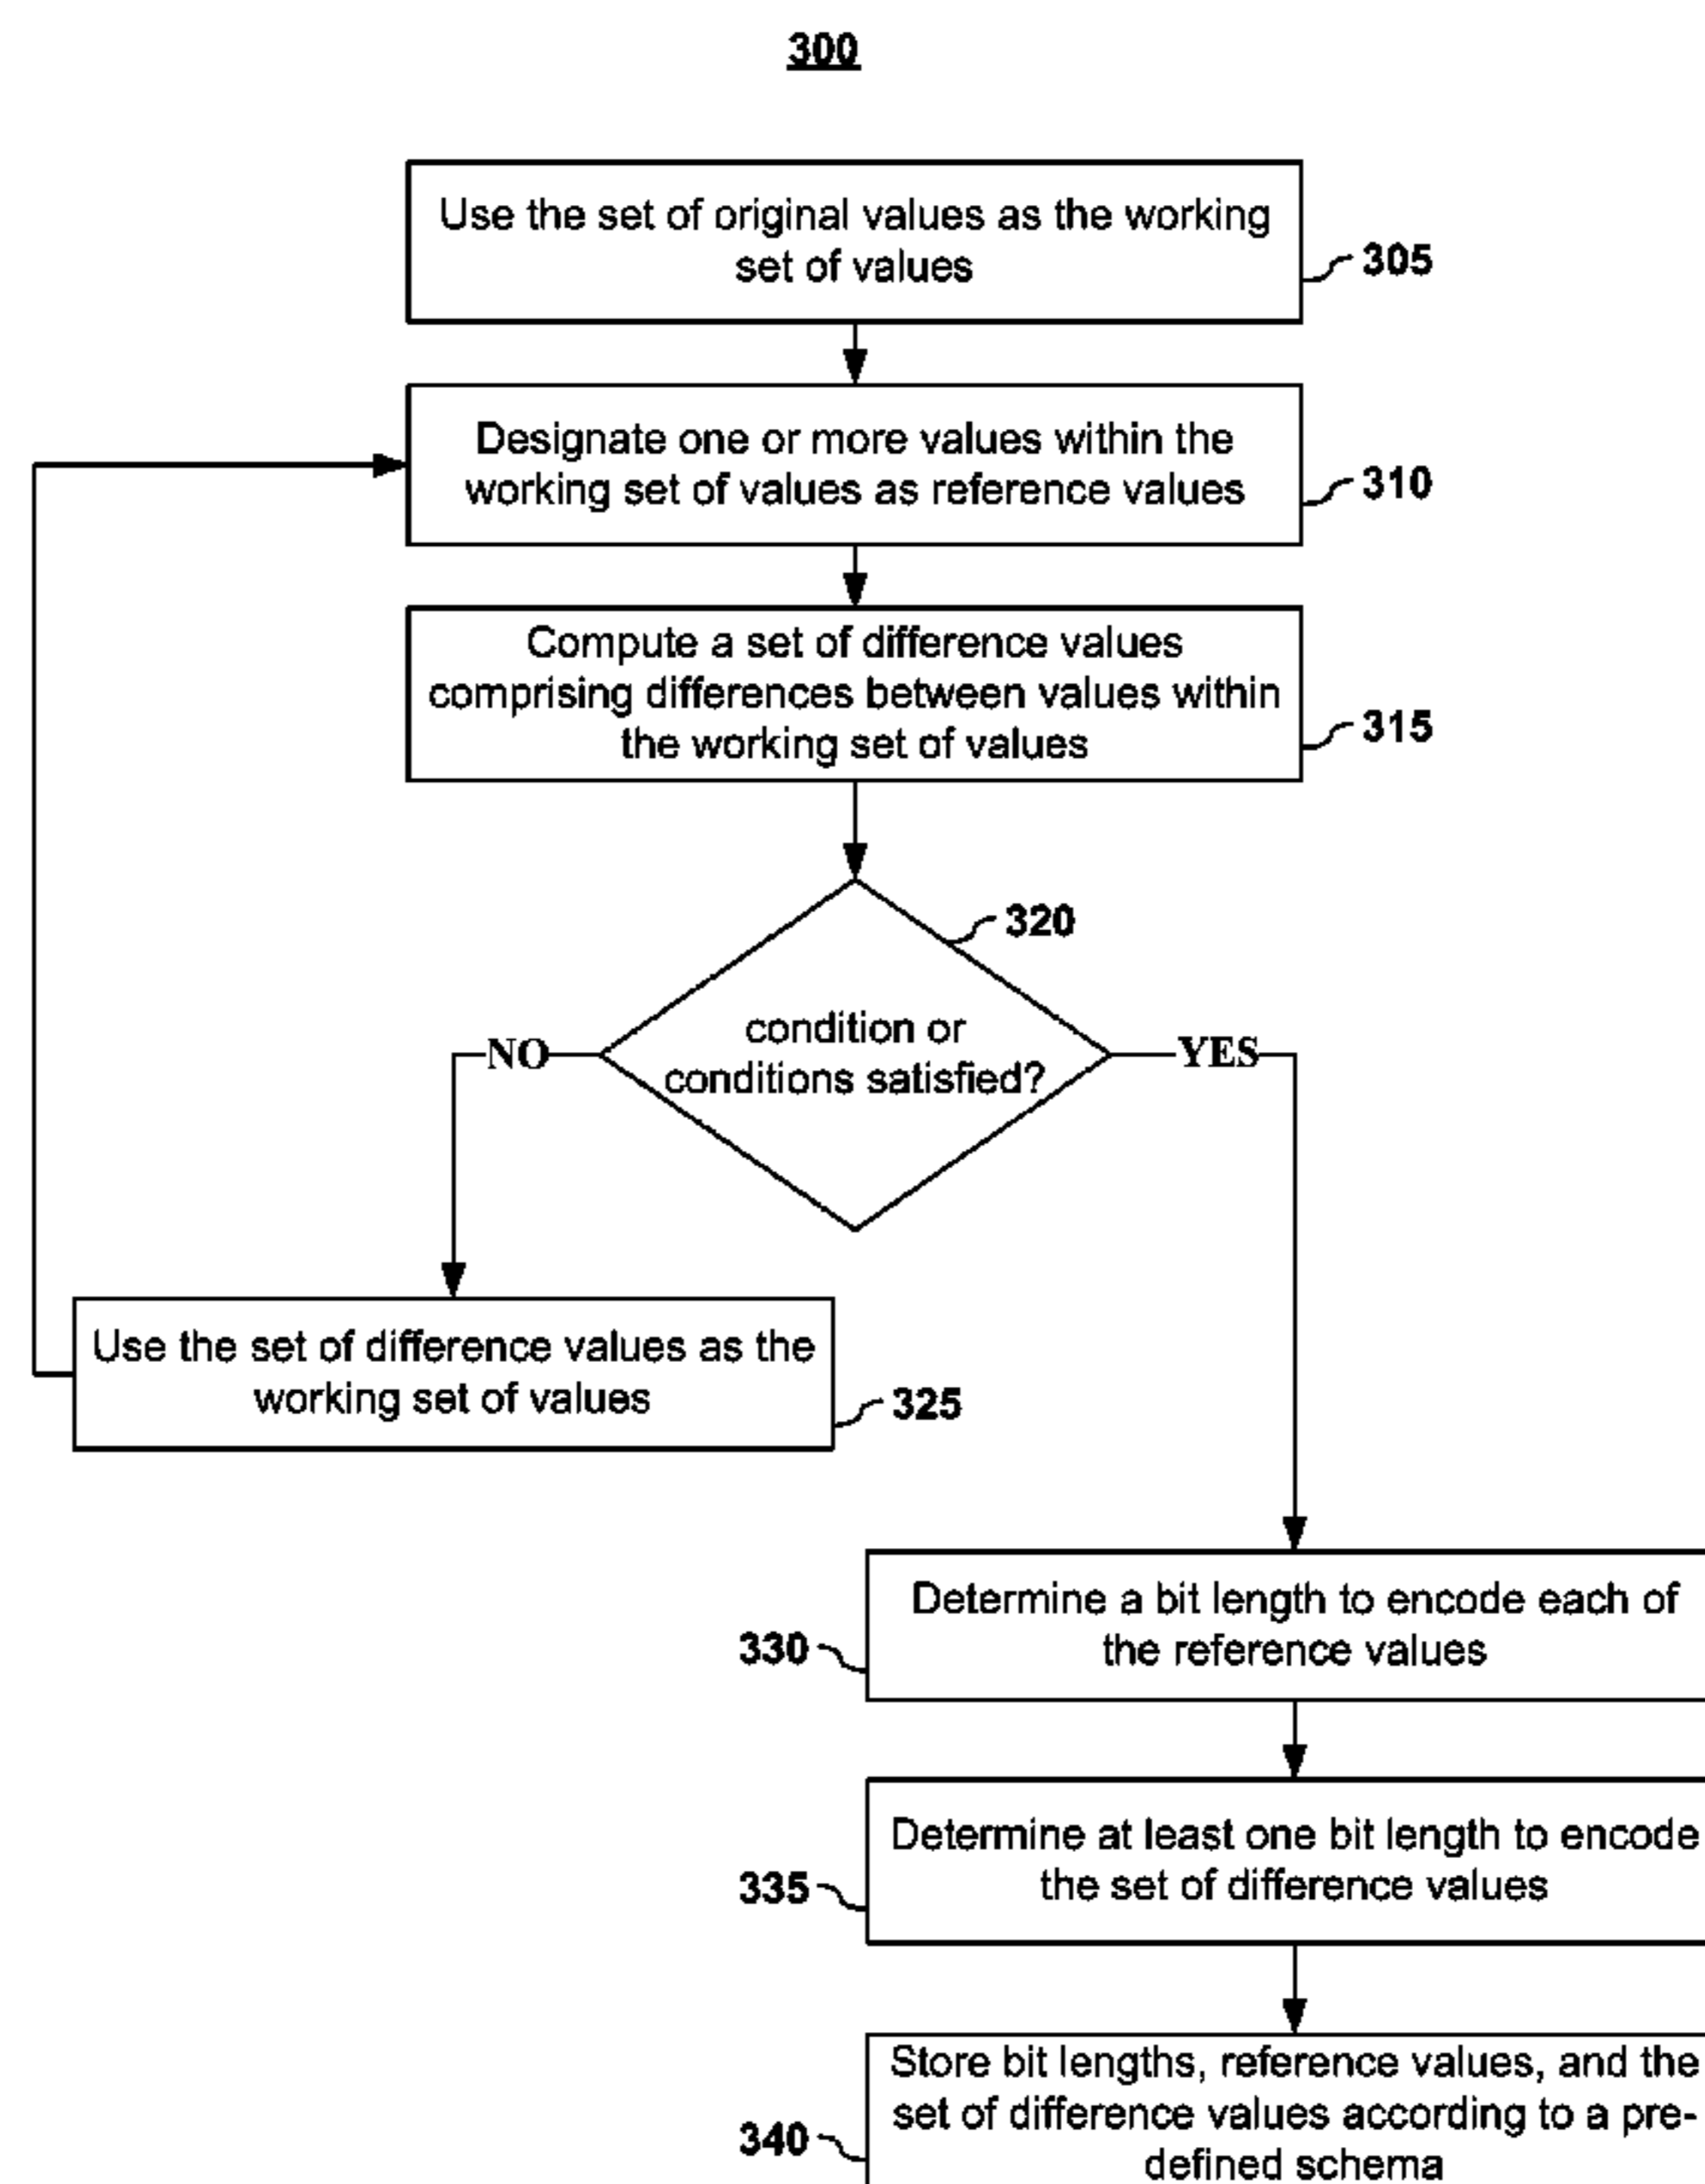 300
Use the set of original values as the working
set of values
305
Designate one or more values within the
working set of values as reference values
310
Compute a set of difference values
comprising differences between values within
the working set of values
315
320
condition or
conditions satisfied?
NO
YES
Use the set of difference values as the
working set of values
325
Determine a bit length to encode each of
the reference values
330
Determine at least one bit length to encode
the set of difference values
335
Store bit lengths, reference values, and the
set of difference values according to a pre-
defined schema
340